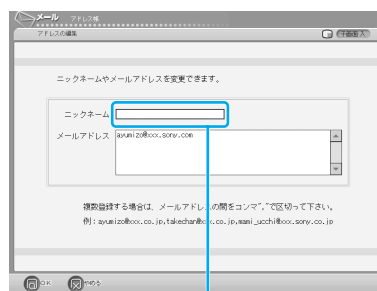 メール アドレス帳
アドレスの編集
ニックネームやメールアドレスを変更できます。
ニックネーム
メールアドレス ayumizo@xxx.sony.com
複数登録する場合は、メールアドレスの間をコンマ","で区切って下さい。
例：ayumizo@xxx.co.jp,takechan@xxx.co.jp,mami_ucchi@xxx.sony.co.jp
OK やめる